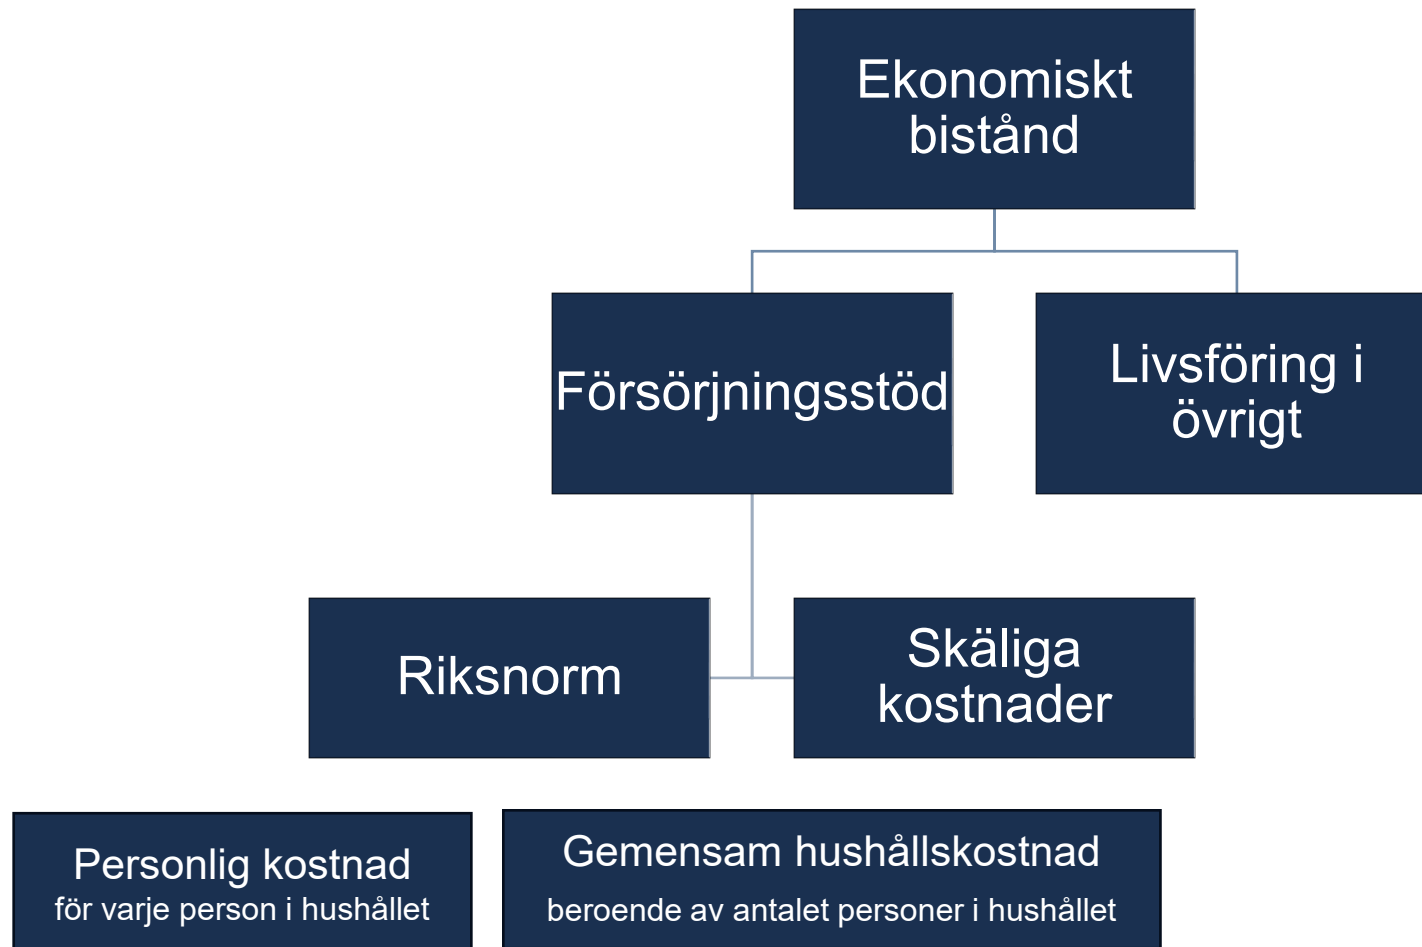 Ekonomiskt
bistånd
Försörjningsstöd
Livsföring i
övrigt
Riksnorm
Skäliga
kostnader
Personlig kostnad
för varje person i hushållet
Gemensam hushållskostnad
beroende av antalet personer i hushållet